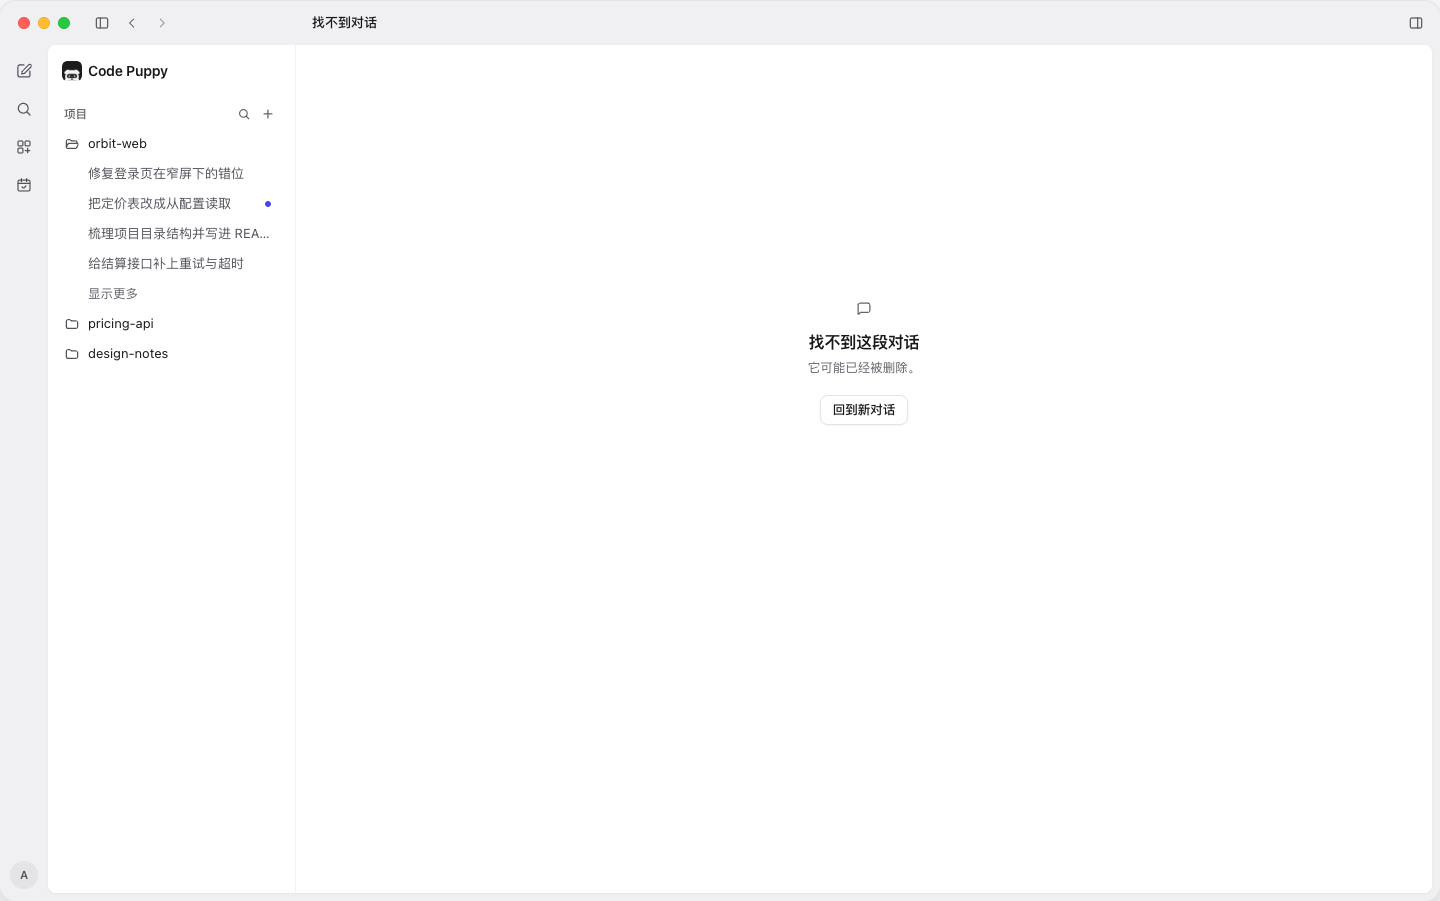 找不到对话
Code Puppy
项目
orbit-web
修复登录页在窄屏下的错位
把定价表改成从配置读取
梳理项目目录结构并写进 REA...
给结算接口补上重试与超时
显示更多
pricing-api
design-notes
找不到这段对话
它可能已经被删除。
回到新对话
A